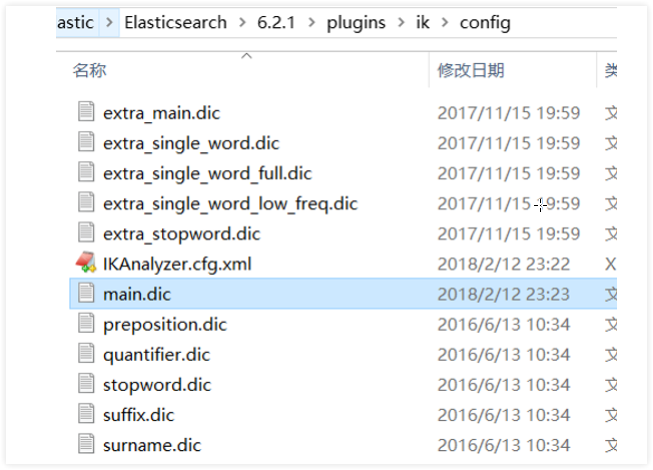 astic > Elasticsearch > 6.2.1 > plugins > ik > config
名称 修改日期 类
extra_main.dic 2017/11/15 19:59 文
extra_single_word.dic 2017/11/15 19:59 文
extra_single_word_full.dic 2017/11/15 19:59 文
extra_single_word_low_freq.dic 2017/11/15 19:59 文
extra_stopword.dic 2017/11/15 19:59 文
IKAnalyzer.cfg.xml 2018/2/12 23:22 X
main.dic 2018/2/12 23:23 文
preposition.dic 2016/6/13 10:34 文
quantifier.dic 2016/6/13 10:34 文
stopword.dic 2016/6/13 10:34 文
suffix.dic 2016/6/13 10:34 文
surname.dic 2016/6/13 10:34 文